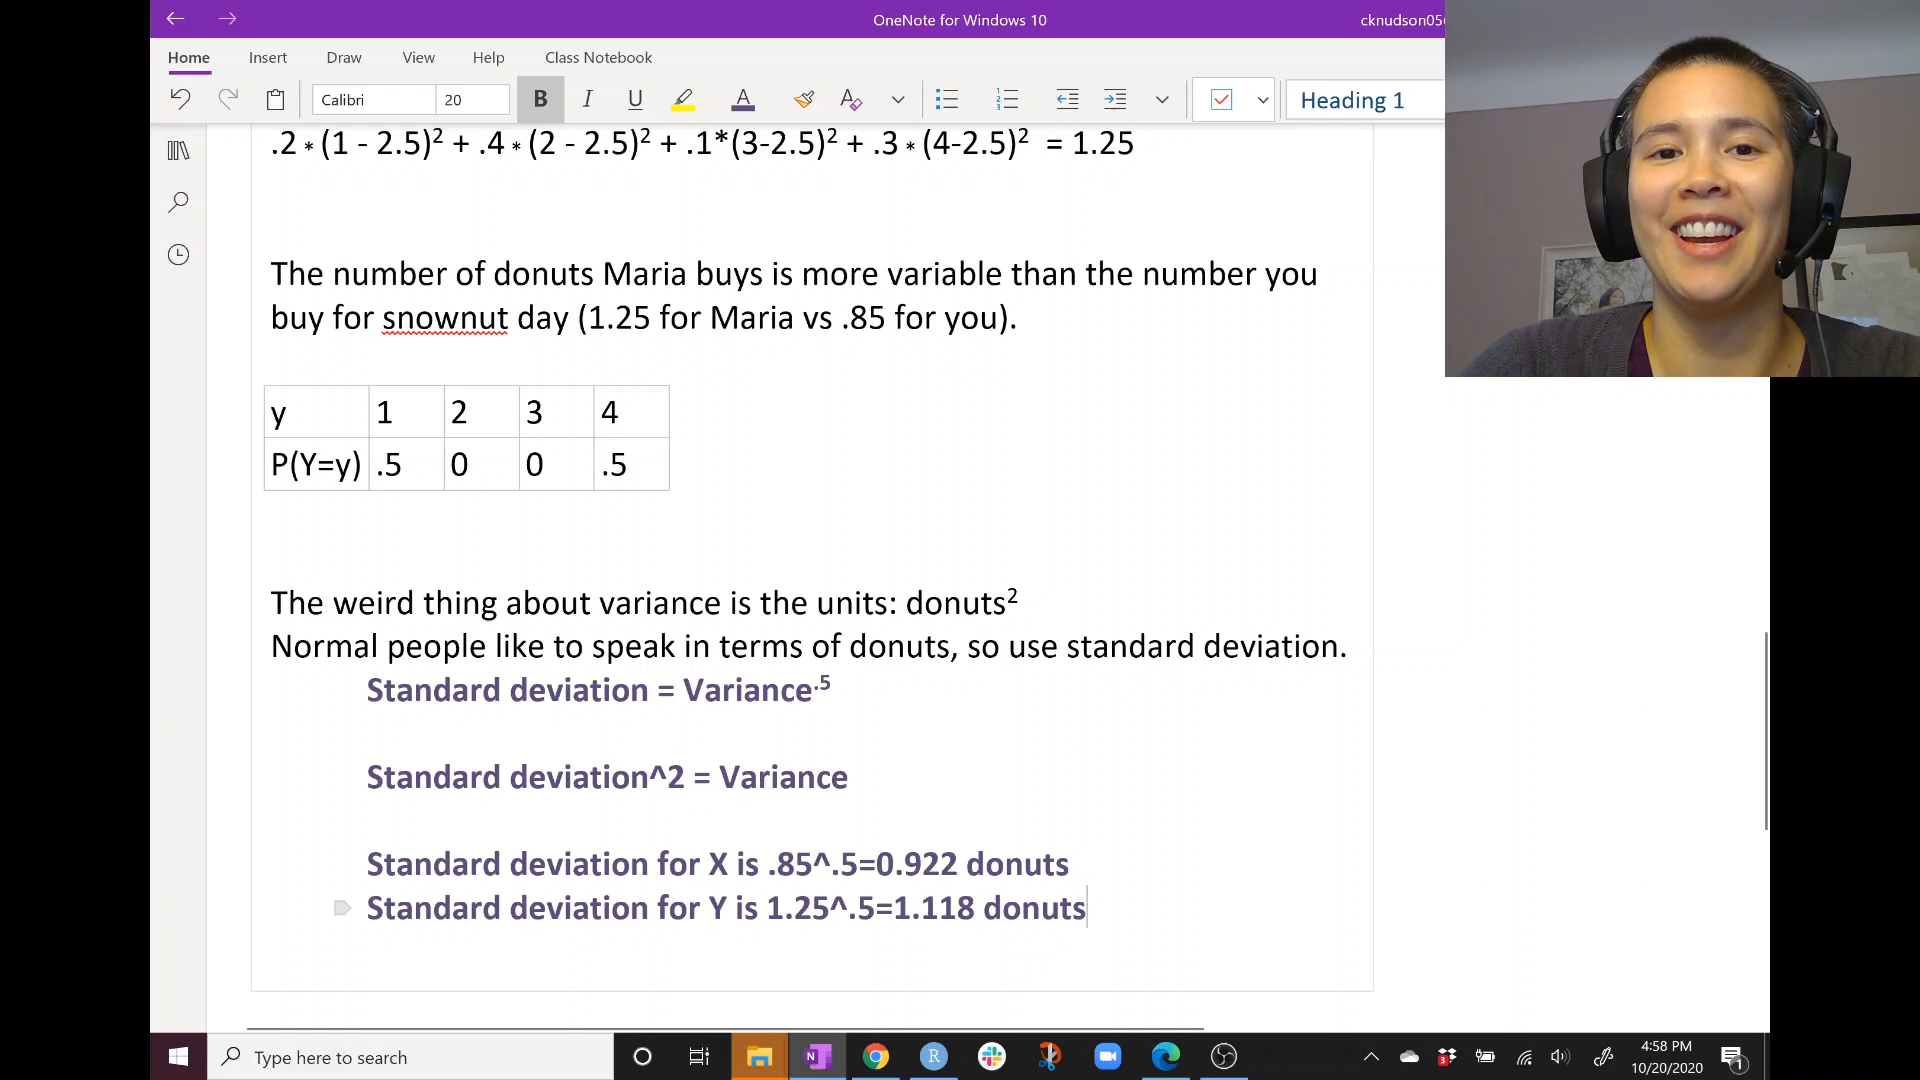 OneNote for Windows 10
cknudson05
Home Insert Draw View Help Class Notebook
Calibri 20 B I U A A Heading 1
.2 * (1 - 2.5)² + .4 * (2 - 2.5)² + .1*(3-2.5)² + .3 * (4-2.5)² = 1.25
The number of donuts Maria buys is more variable than the number you
buy for snownut day (1.25 for Maria vs .85 for you).
y 1 2 3 4
P(Y=y) .5 0 0 .5
The weird thing about variance is the units: donuts²
Normal people like to speak in terms of donuts, so use standard deviation.
Standard deviation = Variance^.5
Standard deviation^2 = Variance
Standard deviation for X is .85^.5=0.922 donuts
Standard deviation for Y is 1.25^.5=1.118 donuts
Type here to search
N R 3
4:58 PM
10/20/2020
1